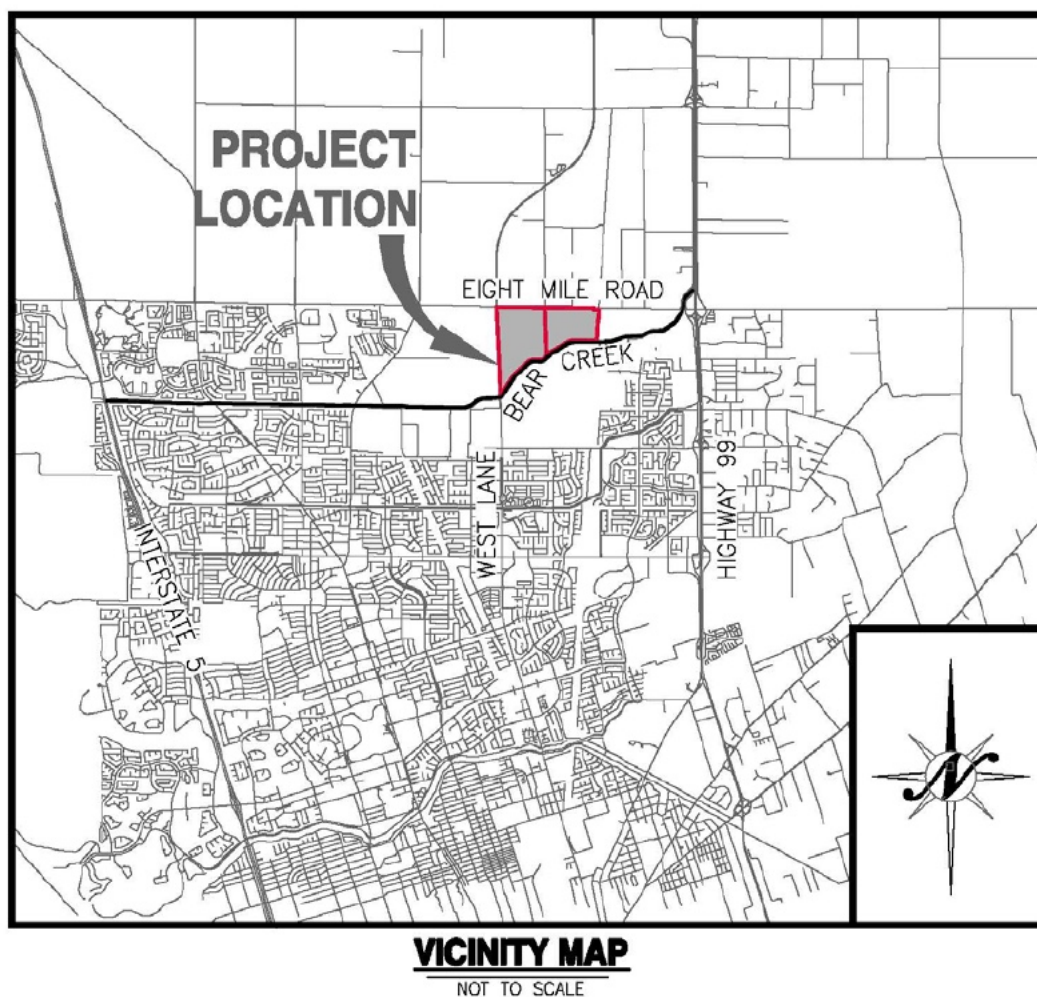 PROJECT
LOCATION
EIGHT MILE ROAD
BEAR CREEK
WEST LANE
HIGHWAY 99
INTERSTATE 5
N
VICINITY MAP
NOT TO SCALE